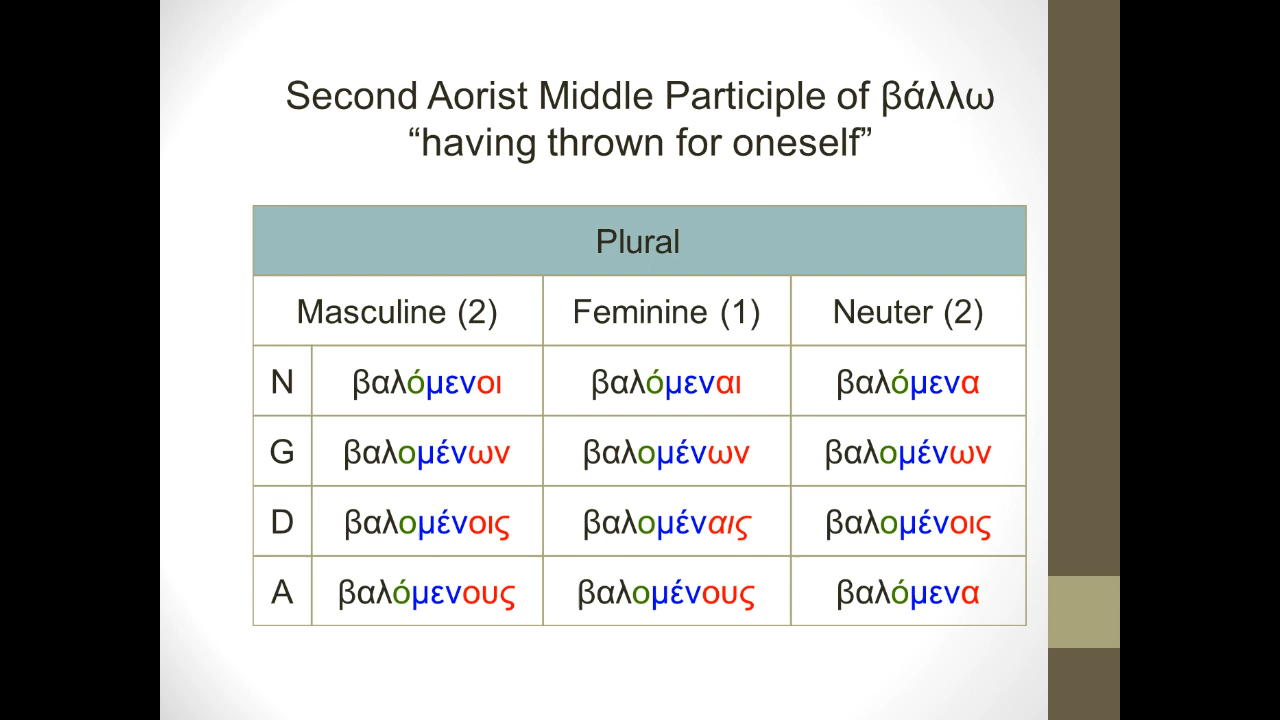 Second Aorist Middle Participle of βάλλω
“having thrown for oneself”
Plural
Masculine (2) Feminine (1) Neuter (2)
N βαλόμενοι βαλόμεναι βαλόμενα
G βαλομένων βαλομένων βαλομένων
D βαλομένοις βαλομέναις βαλομένοις
A βαλόμενους βαλομένους βαλόμενα